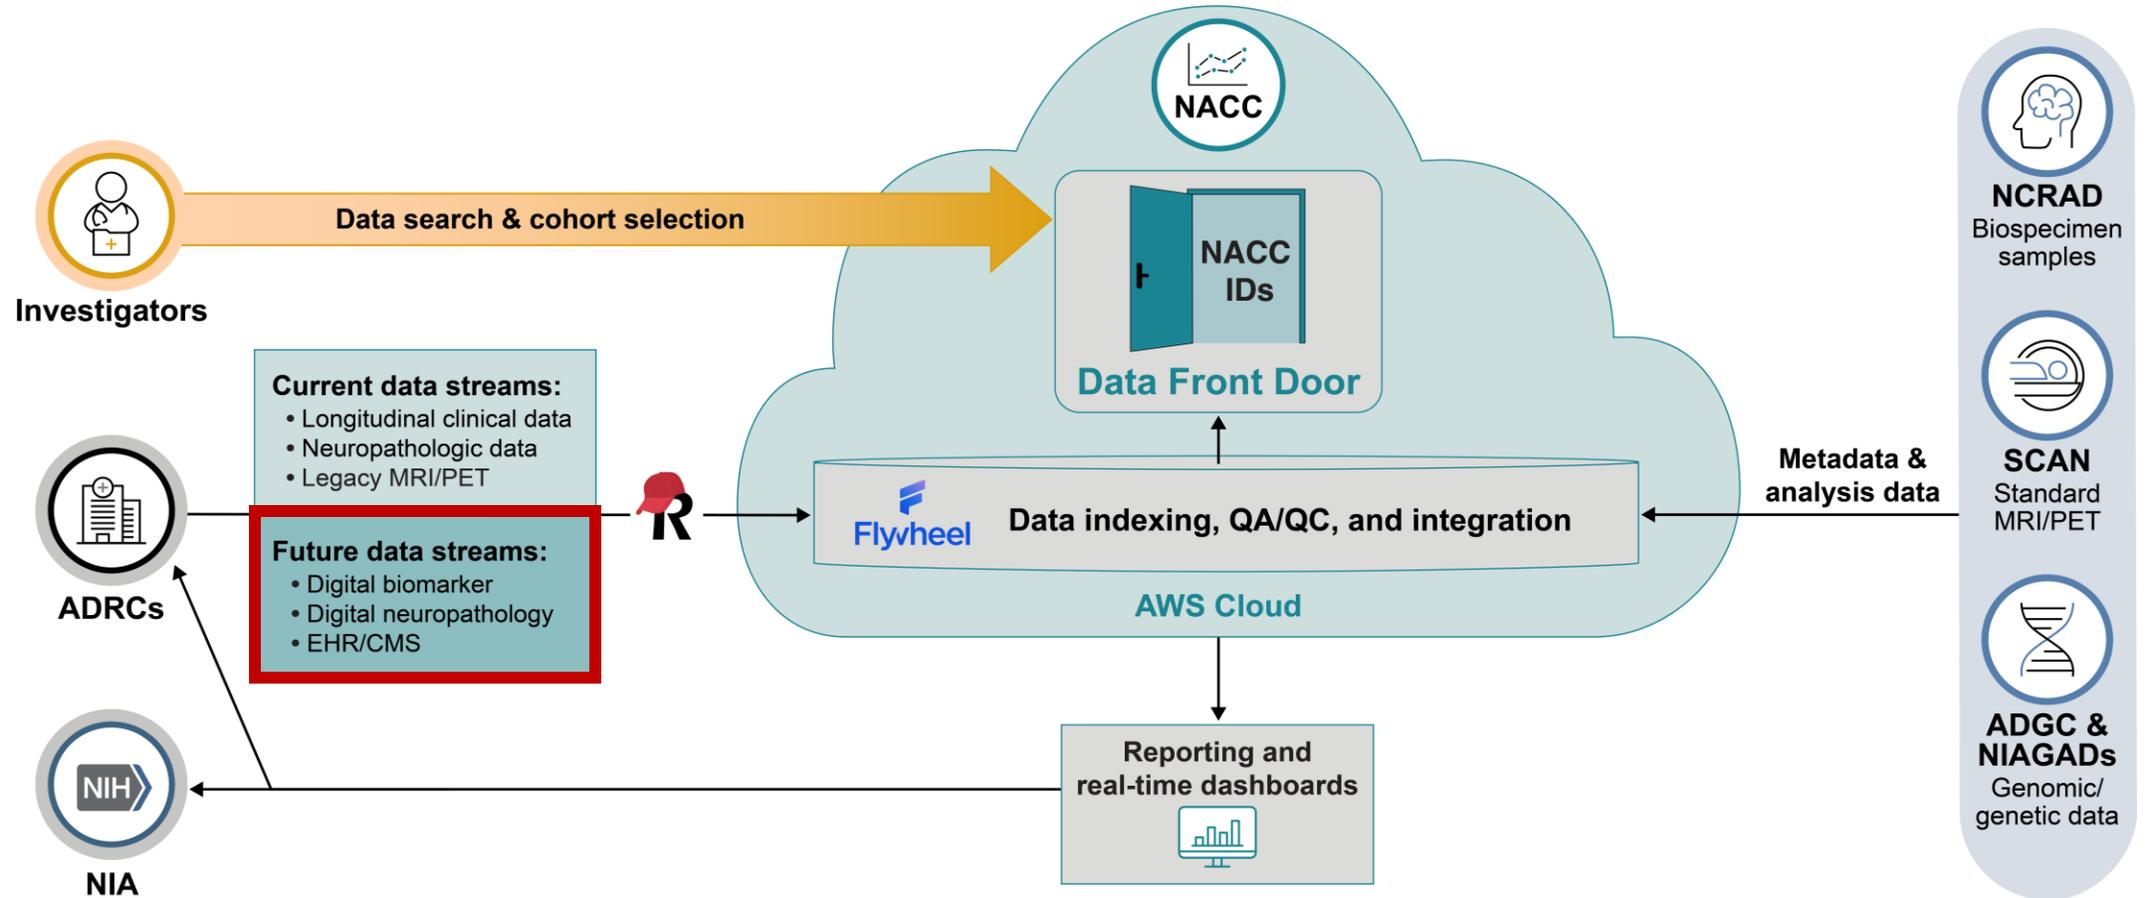 NACC
Data search & cohort selection
Investigators
NACC
IDs
Data Front Door
NCRAD
Biospecimen
samples
Current data streams:
• Longitudinal clinical data
• Neuropathologic data
• Legacy MRI/PET
ADRCs
Future data streams:
• Digital biomarker
• Digital neuropathology
• EHR/CMS
R
Flywheel
Data indexing, QA/QC, and integration
AWS Cloud
Metadata &
analysis data
SCAN
Standard
MRI/PET
ADGC &
NIAGADs
Genomic/
genetic data
Reporting and
real-time dashboards
NIH
NIA